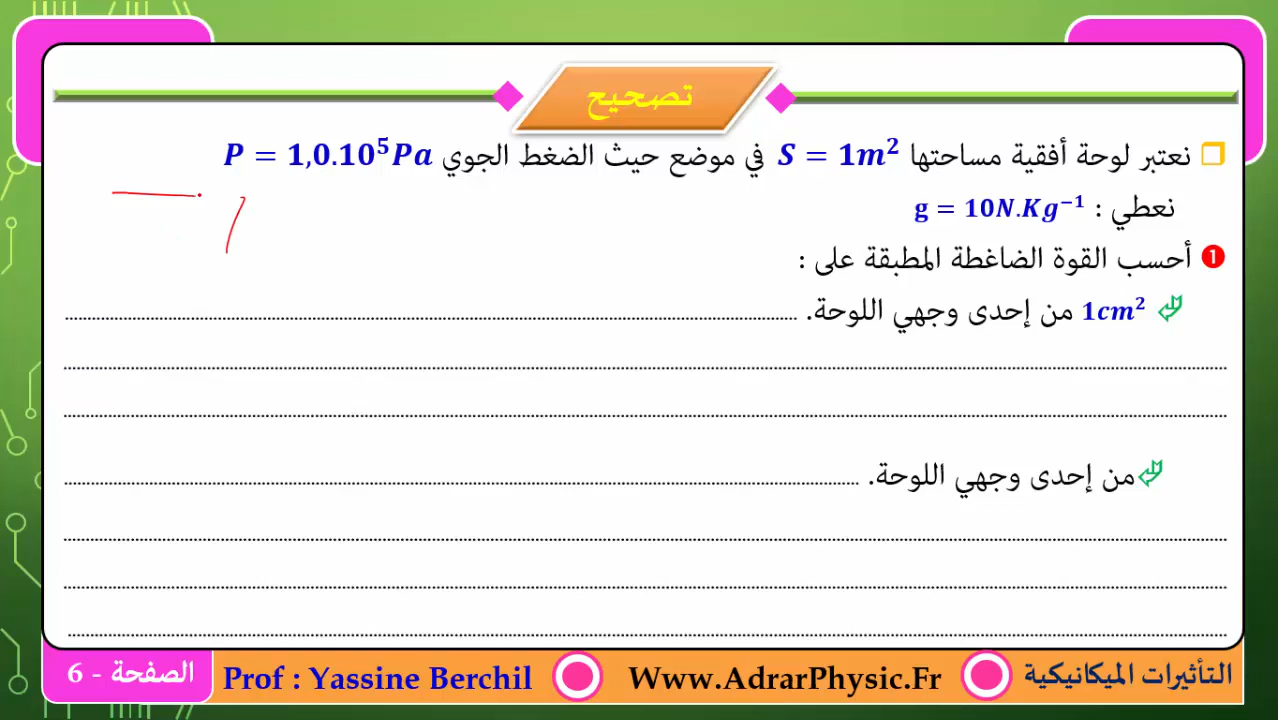 تصحيح
نعتبر لوحة أفقية مساحتها S = 1m² في موضع حيث الضغط الجوي P = 1,0.10⁵Pa
نعطي : g = 10N.Kg⁻¹
❶ أحسب القوة الضاغطة المطبقة على :
1cm² من إحدى وجهي اللوحة. ........................................
........................................
........................................
من إحدى وجهي اللوحة. ........................................
........................................
........................................
........................................
التأثيرات الميكانيكية Www.AdrarPhysic.Fr Prof : Yassine Berchil الصفحة - 6